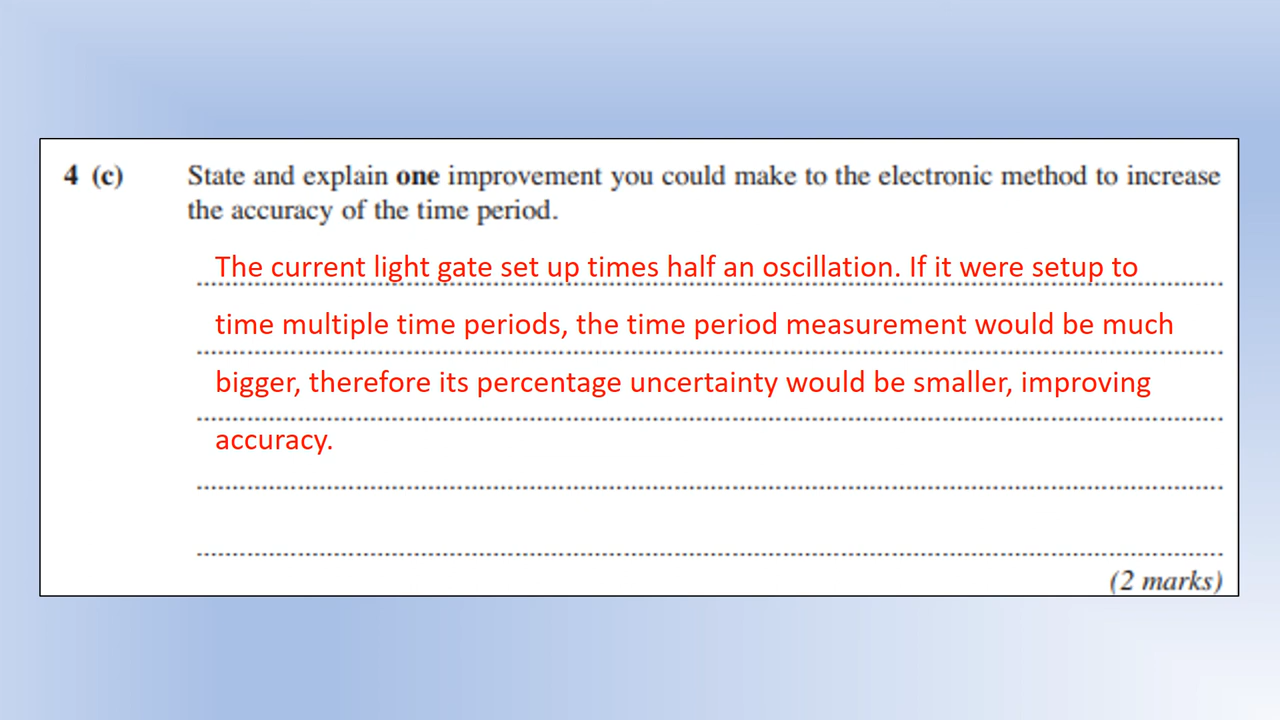 4 (c) State and explain one improvement you could make to the electronic method to increase
the accuracy of the time period.
The current light gate set up times half an oscillation. If it were setup to
time multiple time periods, the time period measurement would be much
bigger, therefore its percentage uncertainty would be smaller, improving
accuracy.
(2 marks)